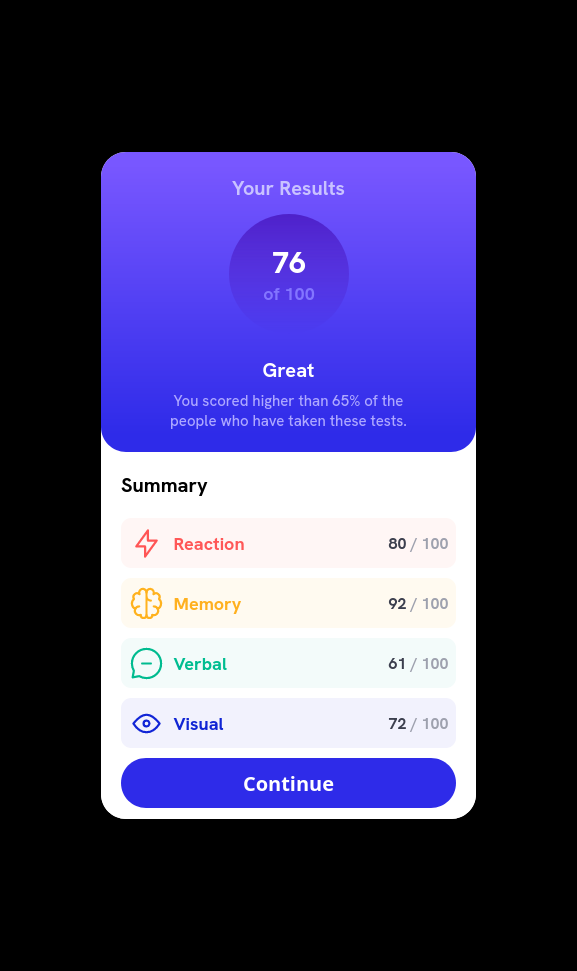 Your Results
76
of 100
Great
You scored higher than 65% of the
people who have taken these tests.
Summary
Reaction 80 / 100
Memory 92 / 100
Verbal 61 / 100
Visual 72 / 100
Continue